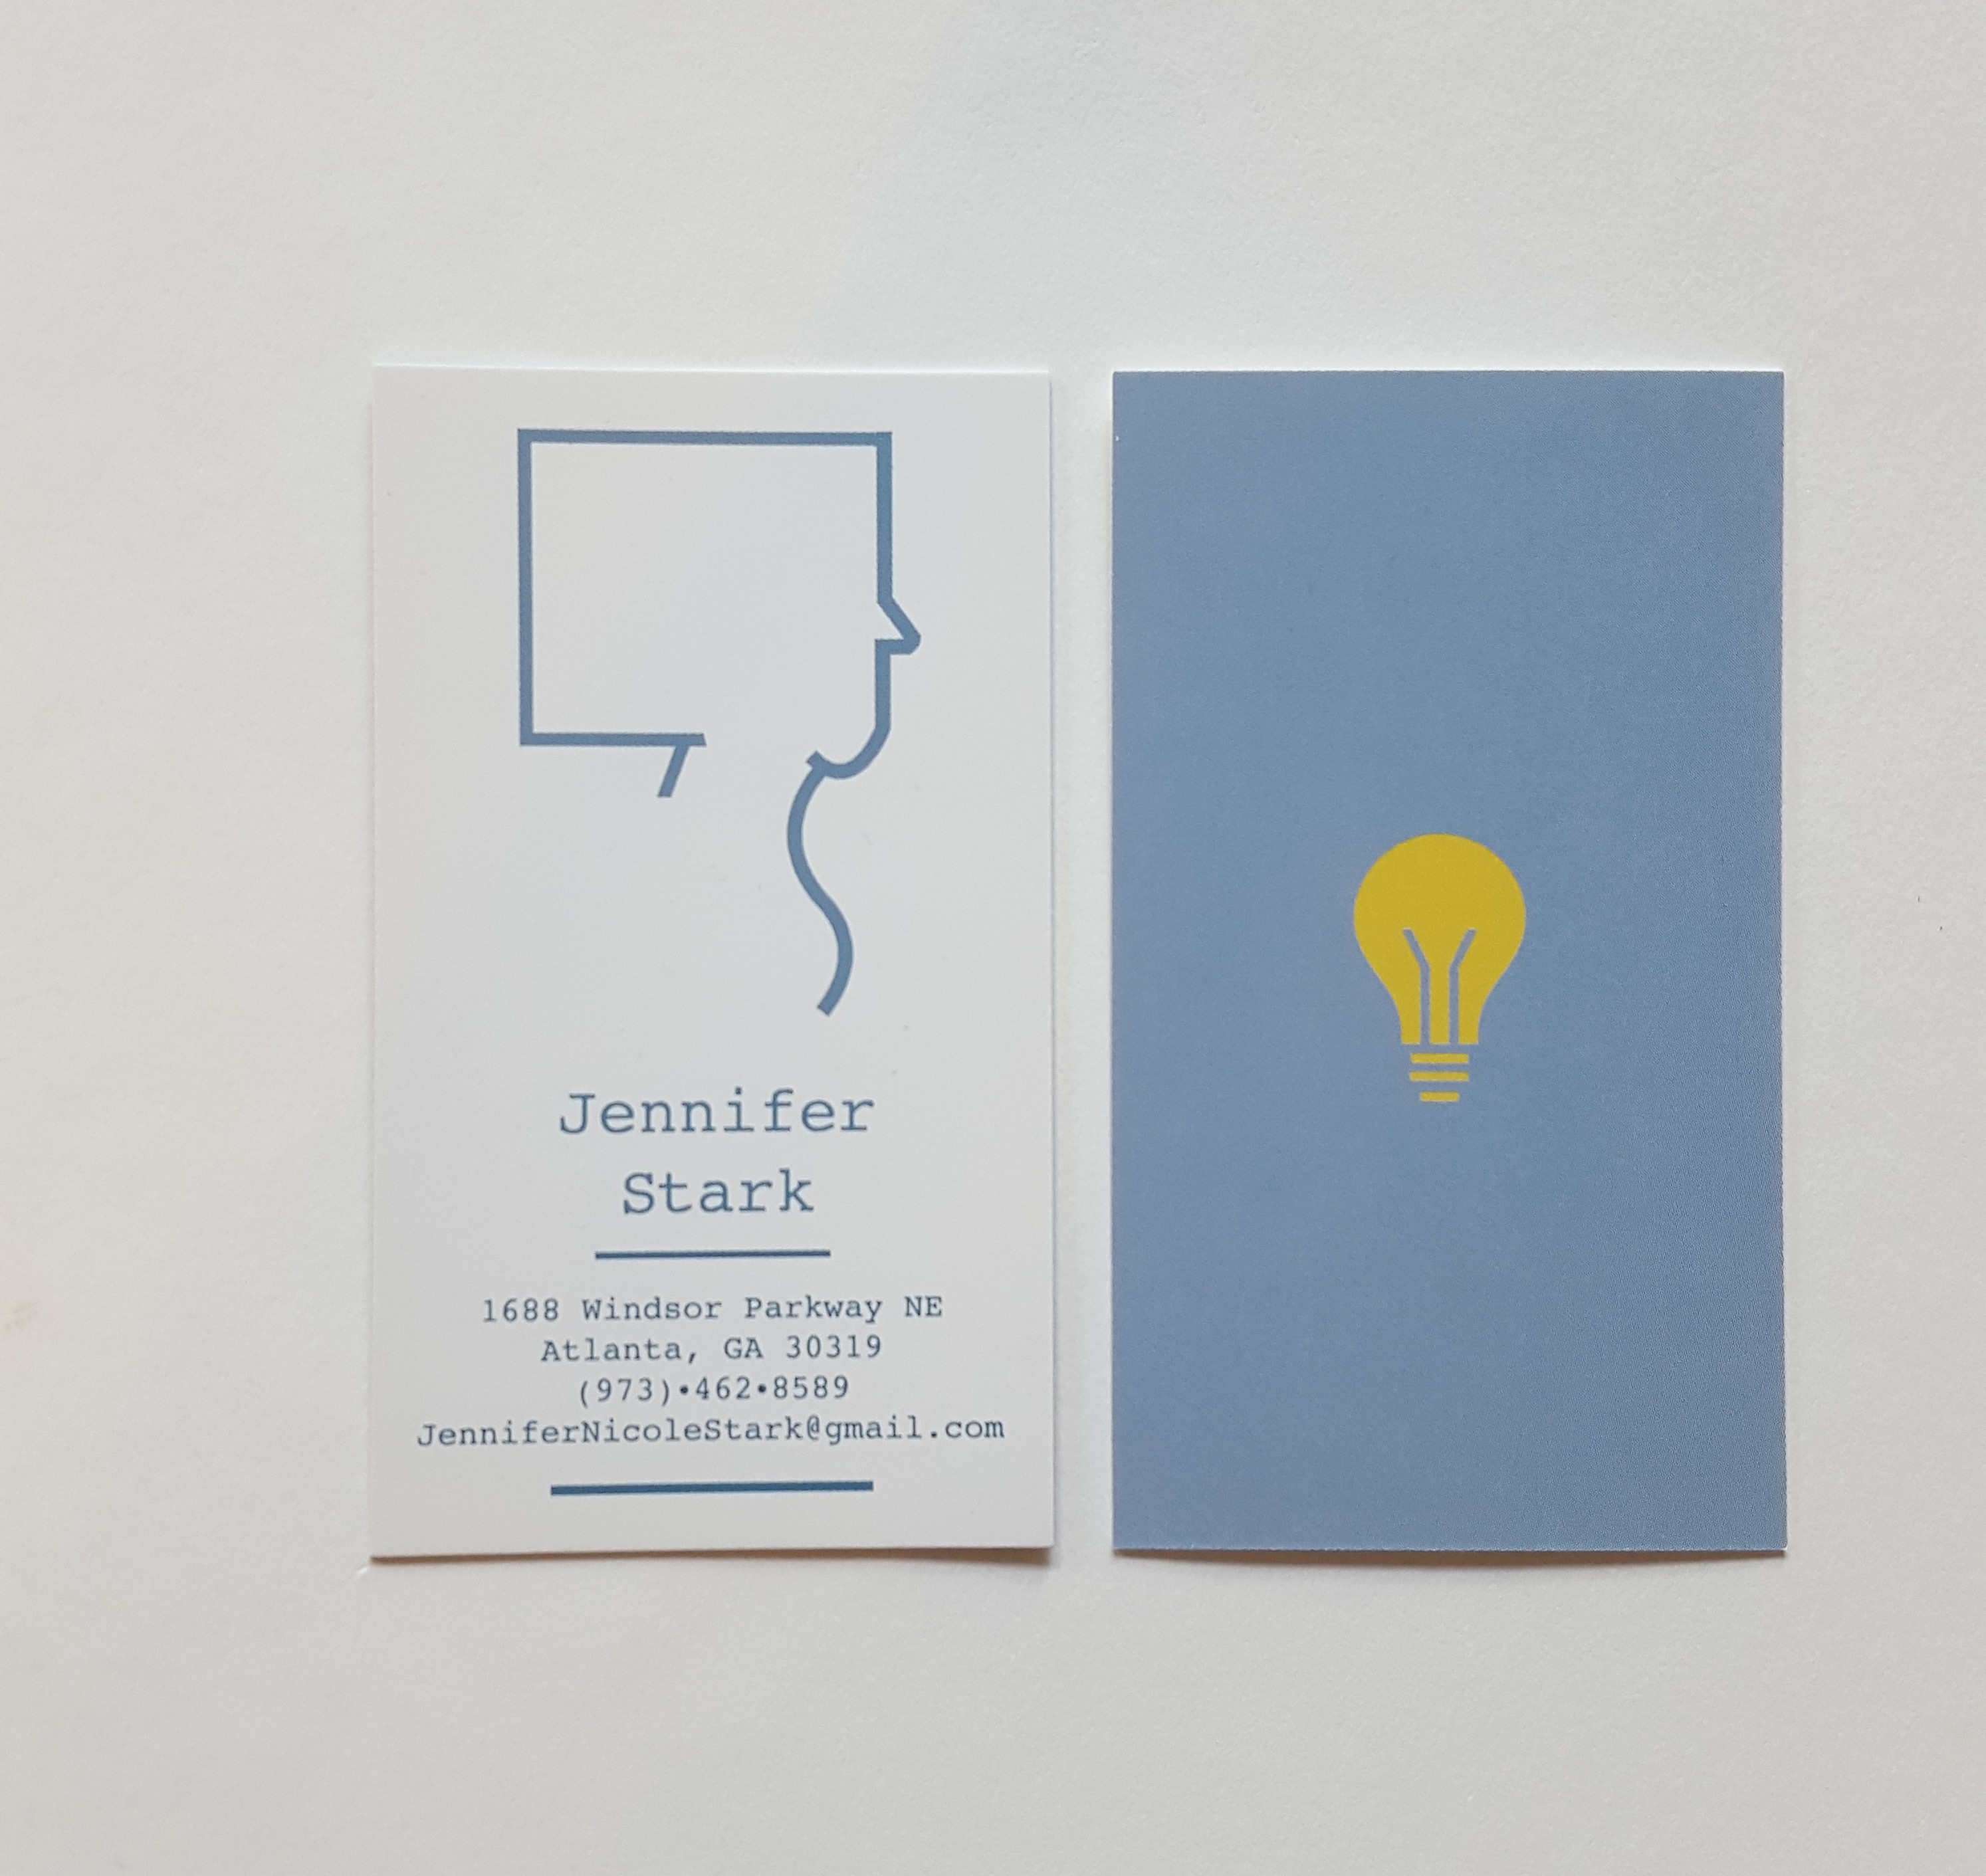 Jennifer
Stark
1688 Windsor Parkway NE
Atlanta, GA 30319
(973)•462•8589
JenniferNicoleStark@gmail.com